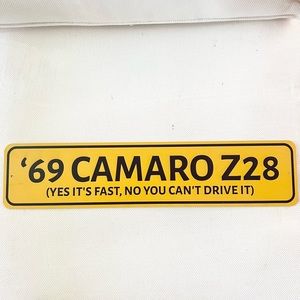 ‘69 CAMARO Z28
(YES IT'S FAST, NO YOU CAN'T DRIVE IT)